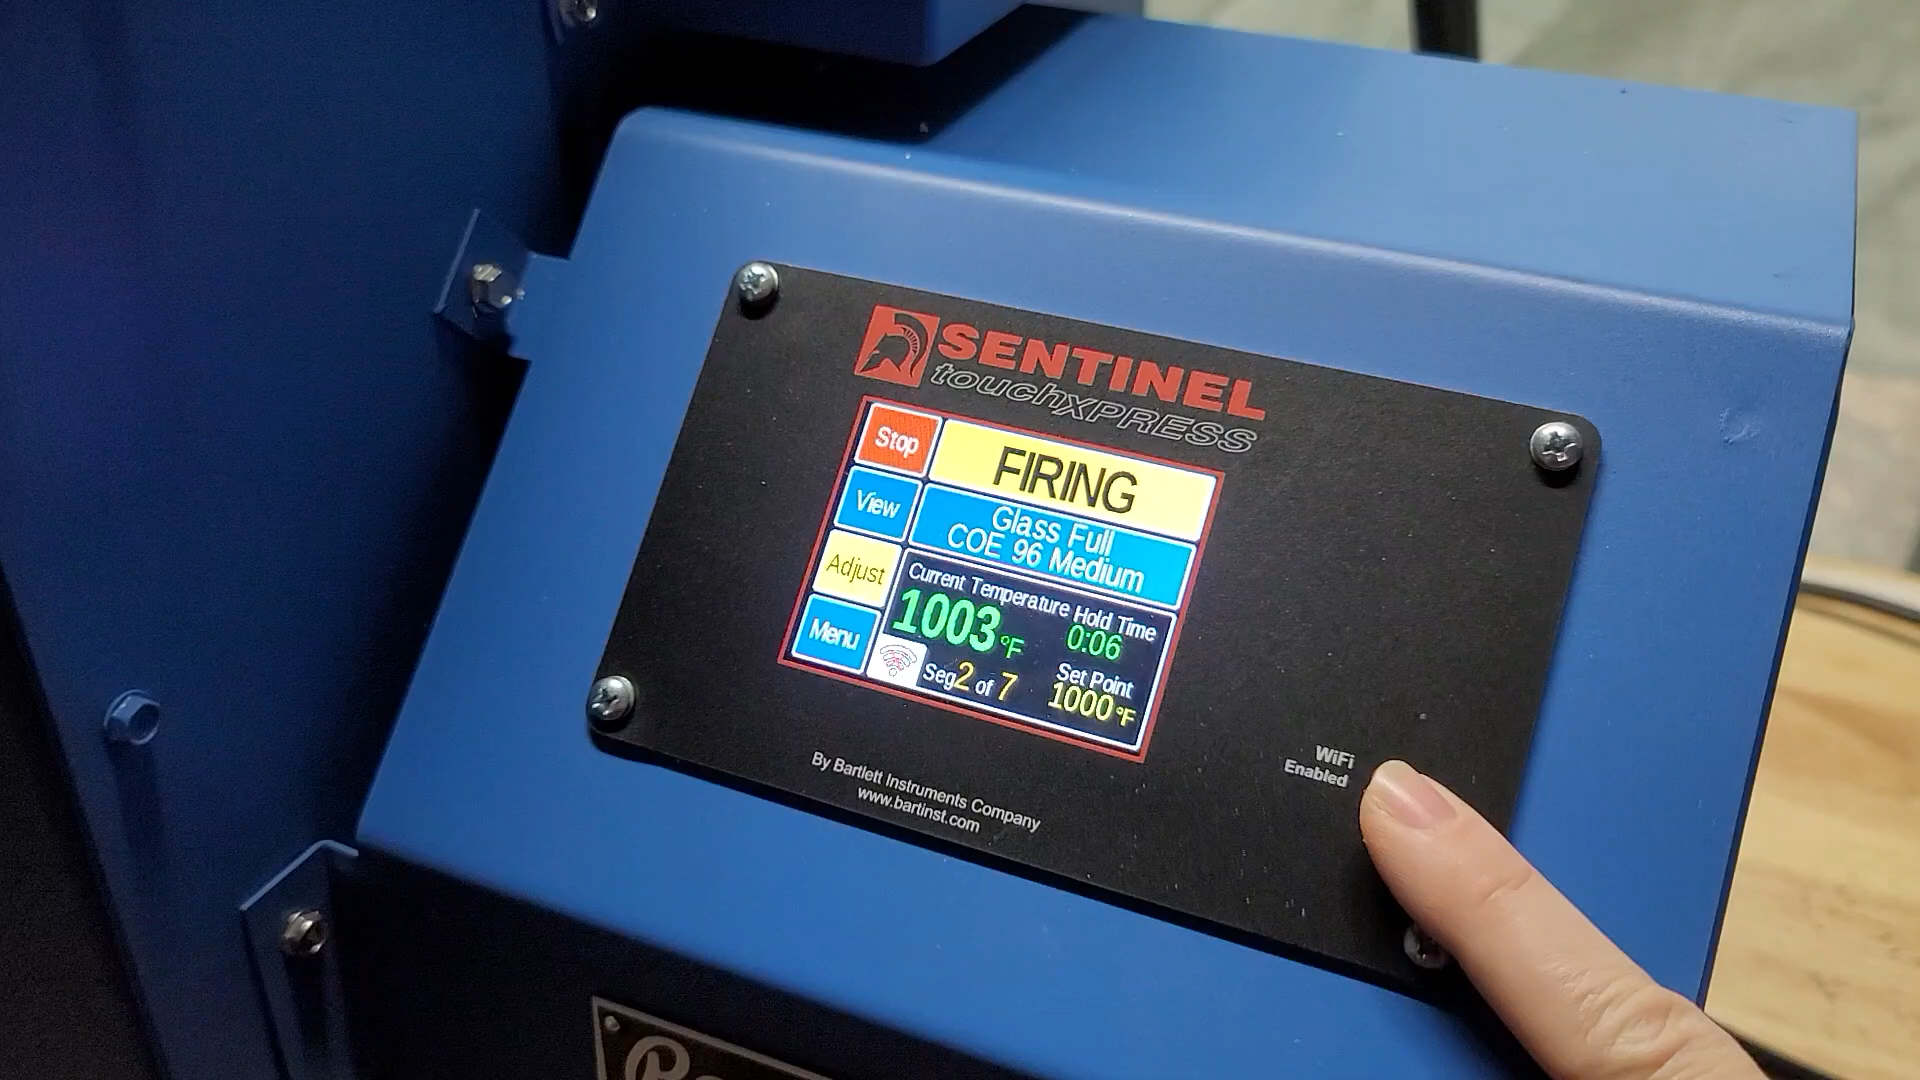 SENTINEL
touchXPRESS
Stop
FIRING
View
Glass Full
COE 96 Medium
Adjust
Current Temperature Hold Time
1003°F 0:06
Menu
Seg 2 of 7
Set Point
1000°F
WiFi
Enabled
By Bartlett Instruments Company
www.bartinst.com